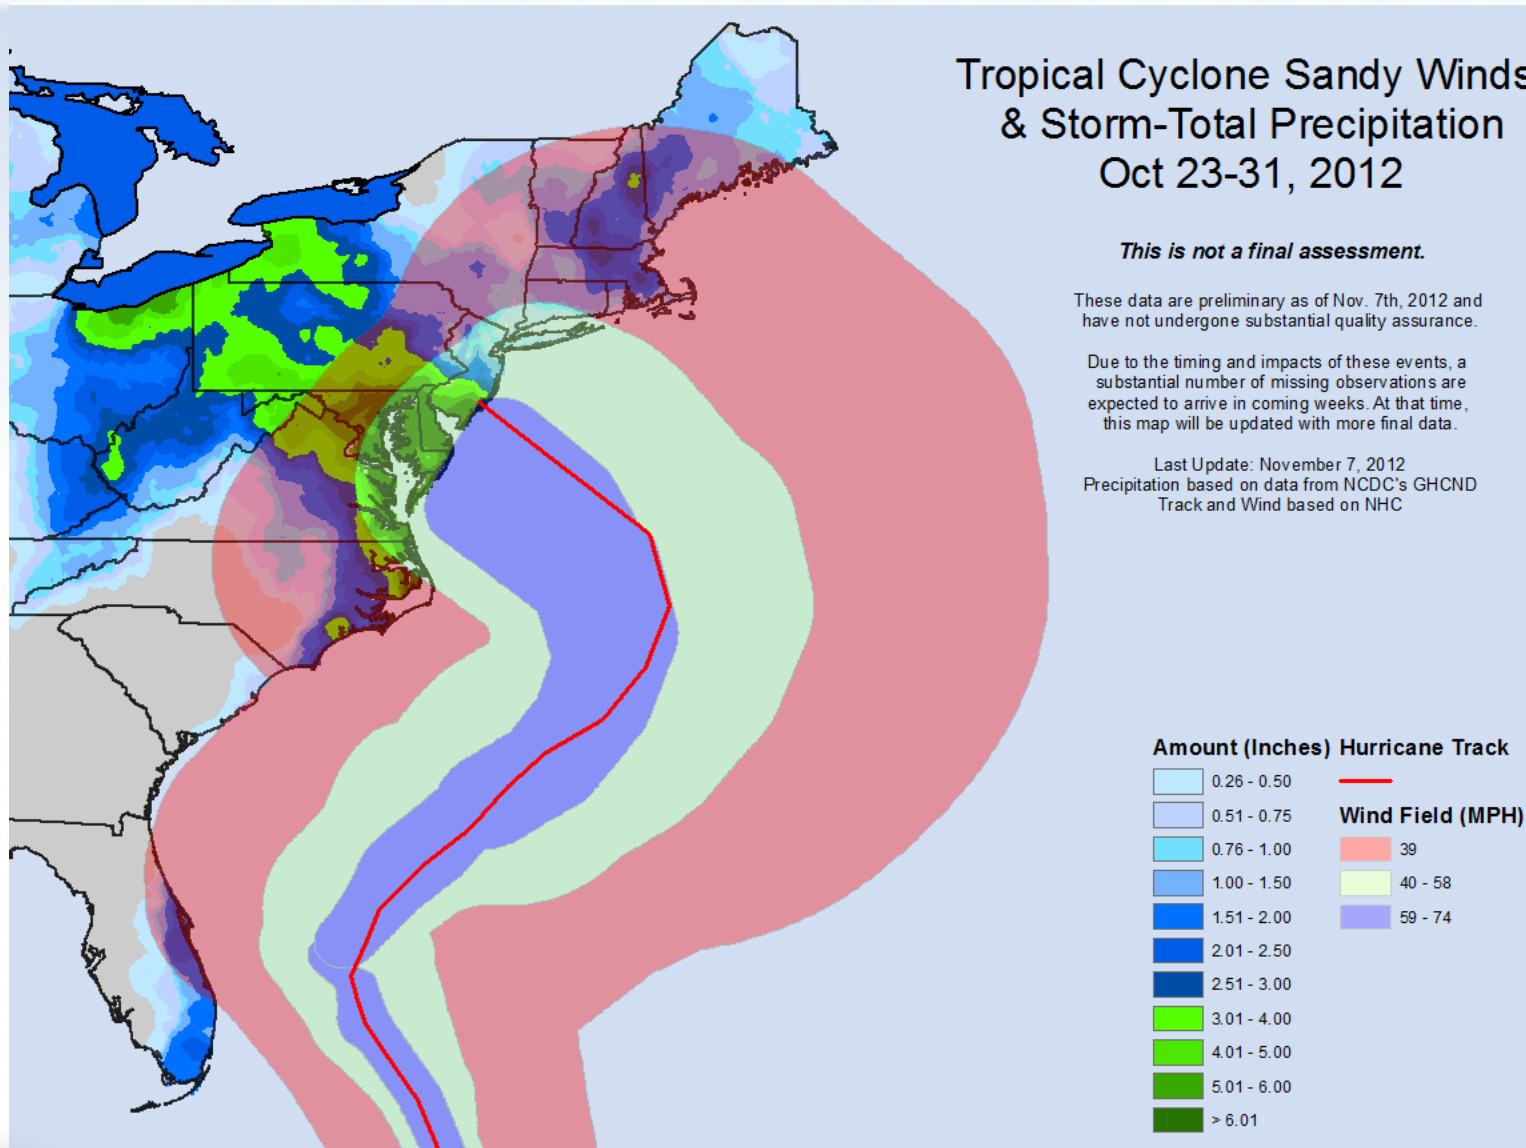 Tropical Cyclone Sandy Winds
& Storm-Total Precipitation
Oct 23-31, 2012
This is not a final assessment.
These data are preliminary as of Nov. 7th, 2012 and
have not undergone substantial quality assurance.
Due to the timing and impacts of these events, a
substantial number of missing observations are
expected to arrive in coming weeks. At that time,
this map will be updated with more final data.
Last Update: November 7, 2012
Precipitation based on data from NCDC's GHCND
Track and Wind based on NHC
Amount (Inches)
0.26 - 0.50
0.51 - 0.75
0.76 - 1.00
1.00 - 1.50
1.51 - 2.00
2.01 - 2.50
2.51 - 3.00
3.01 - 4.00
4.01 - 5.00
5.01 - 6.00
> 6.01
Hurricane Track
Wind Field (MPH)
39
40 - 58
59 - 74